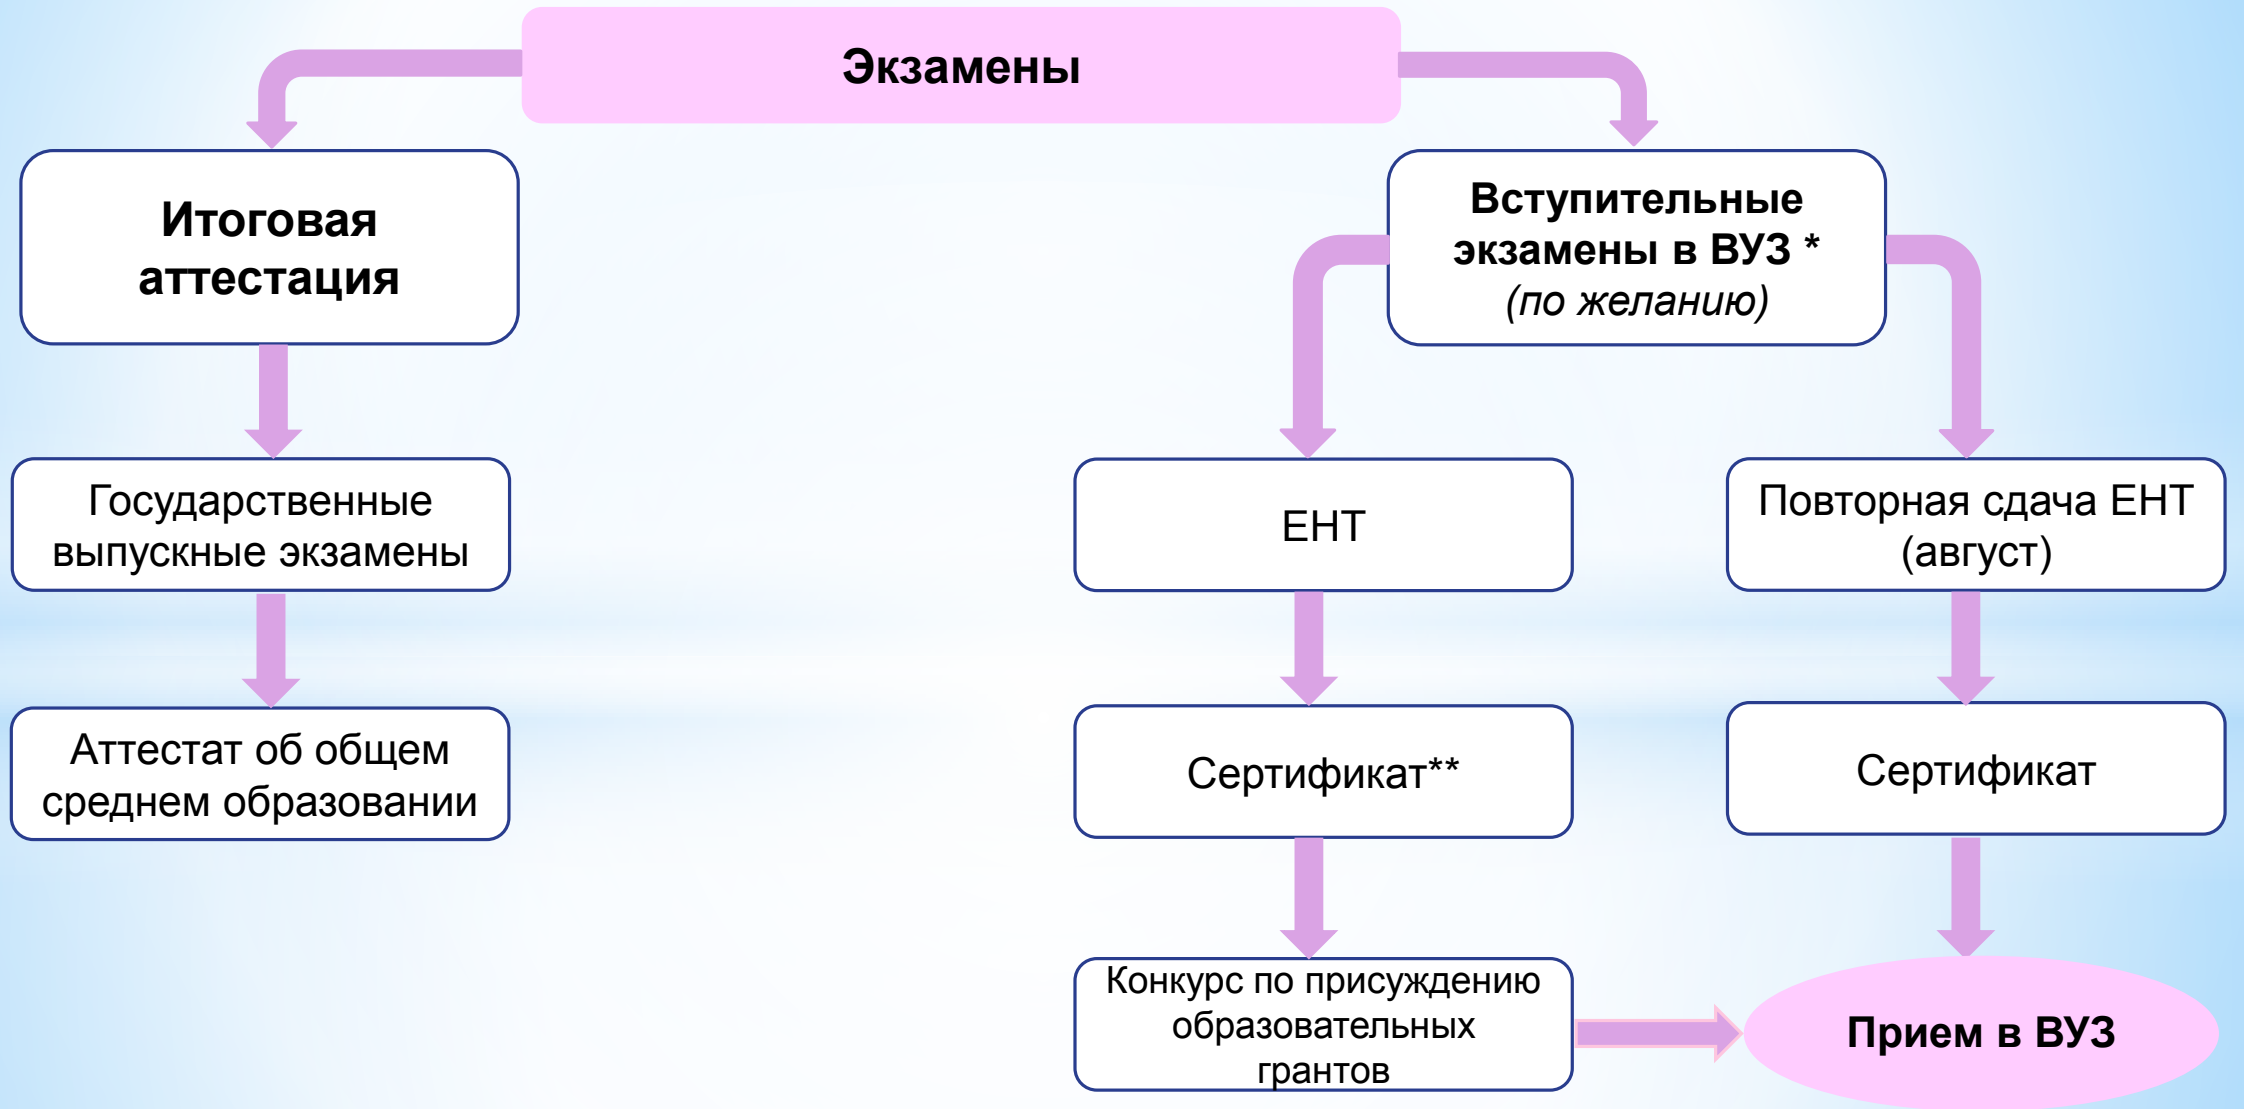 Экзамены
Итоговая
аттестация
Вступительные
экзамены в ВУЗ *
(по желанию)
Государственные
выпускные экзамены
ЕНТ
Повторная сдача ЕНТ
(август)
Аттестат об общем
среднем образовании
Сертификат**
Сертификат
Конкурс по присуждению
образовательных
грантов
Прием в ВУЗ